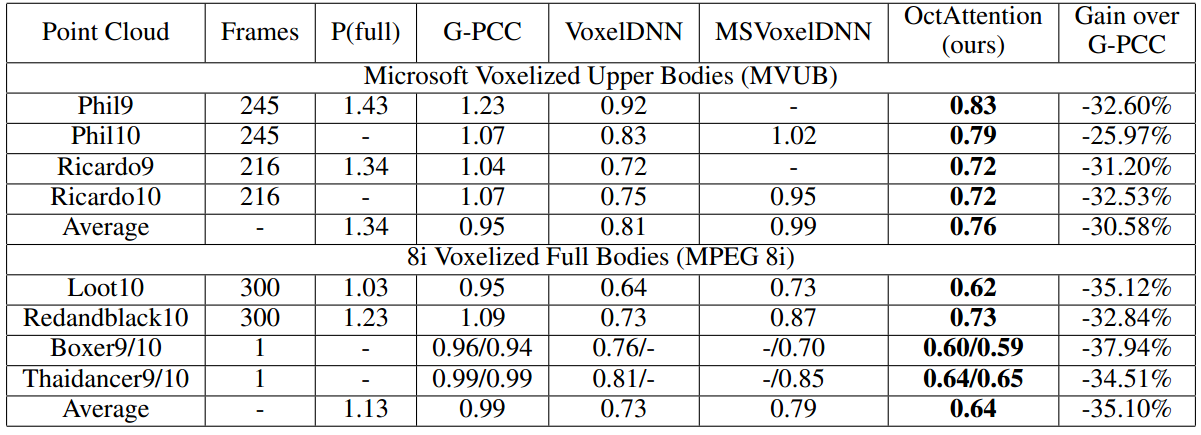 Point Cloud Frames P(full) G-PCC VoxelDNN MSVoxelDNN OctAttention (ours) Gain over G-PCC
Microsoft Voxelized Upper Bodies (MVUB)
Phil9 245 1.43 1.23 0.92 - 0.83 -32.60%
Phil10 245 - 1.07 0.83 1.02 0.79 -25.97%
Ricardo9 216 1.34 1.04 0.72 - 0.72 -31.20%
Ricardo10 216 - 1.07 0.75 0.95 0.72 -32.53%
Average - 1.34 0.95 0.81 0.99 0.76 -30.58%
8i Voxelized Full Bodies (MPEG 8i)
Loot10 300 1.03 0.95 0.64 0.73 0.62 -35.12%
Redandblack10 300 1.23 1.09 0.73 0.87 0.73 -32.84%
Boxer9/10 1 - 0.96/0.94 0.76/- -/0.70 0.60/0.59 -37.94%
Thaidancer9/10 1 - 0.99/0.99 0.81/- -/0.85 0.64/0.65 -34.51%
Average - 1.13 0.99 0.73 0.79 0.64 -35.10%